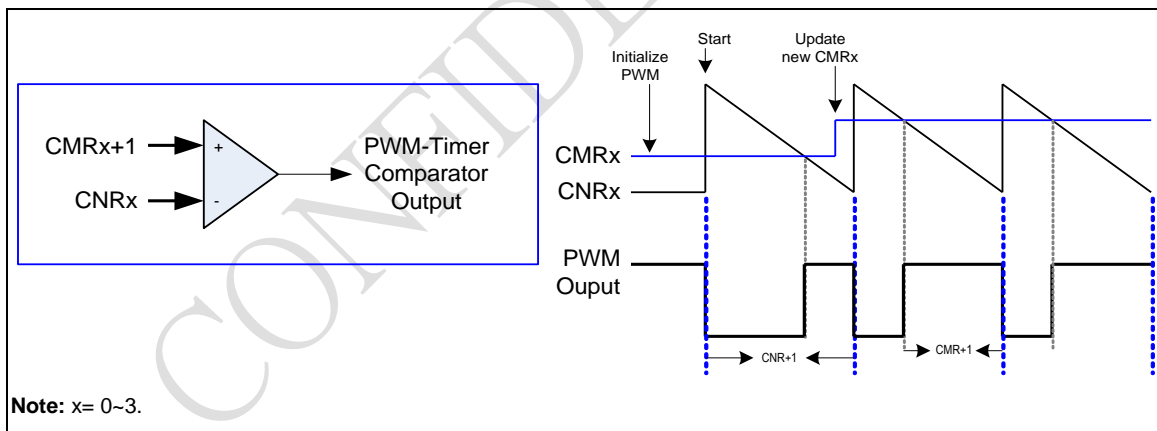 CONFIDE
CMRx+1
+
CNRx
-
PWM-Timer
Comparator
Output
Initialize
PWM
Start
Update
new CMRx
CMRx
CNRx
PWM
Ouput
CNR+1
CMR+1
Note: x= 0~3.